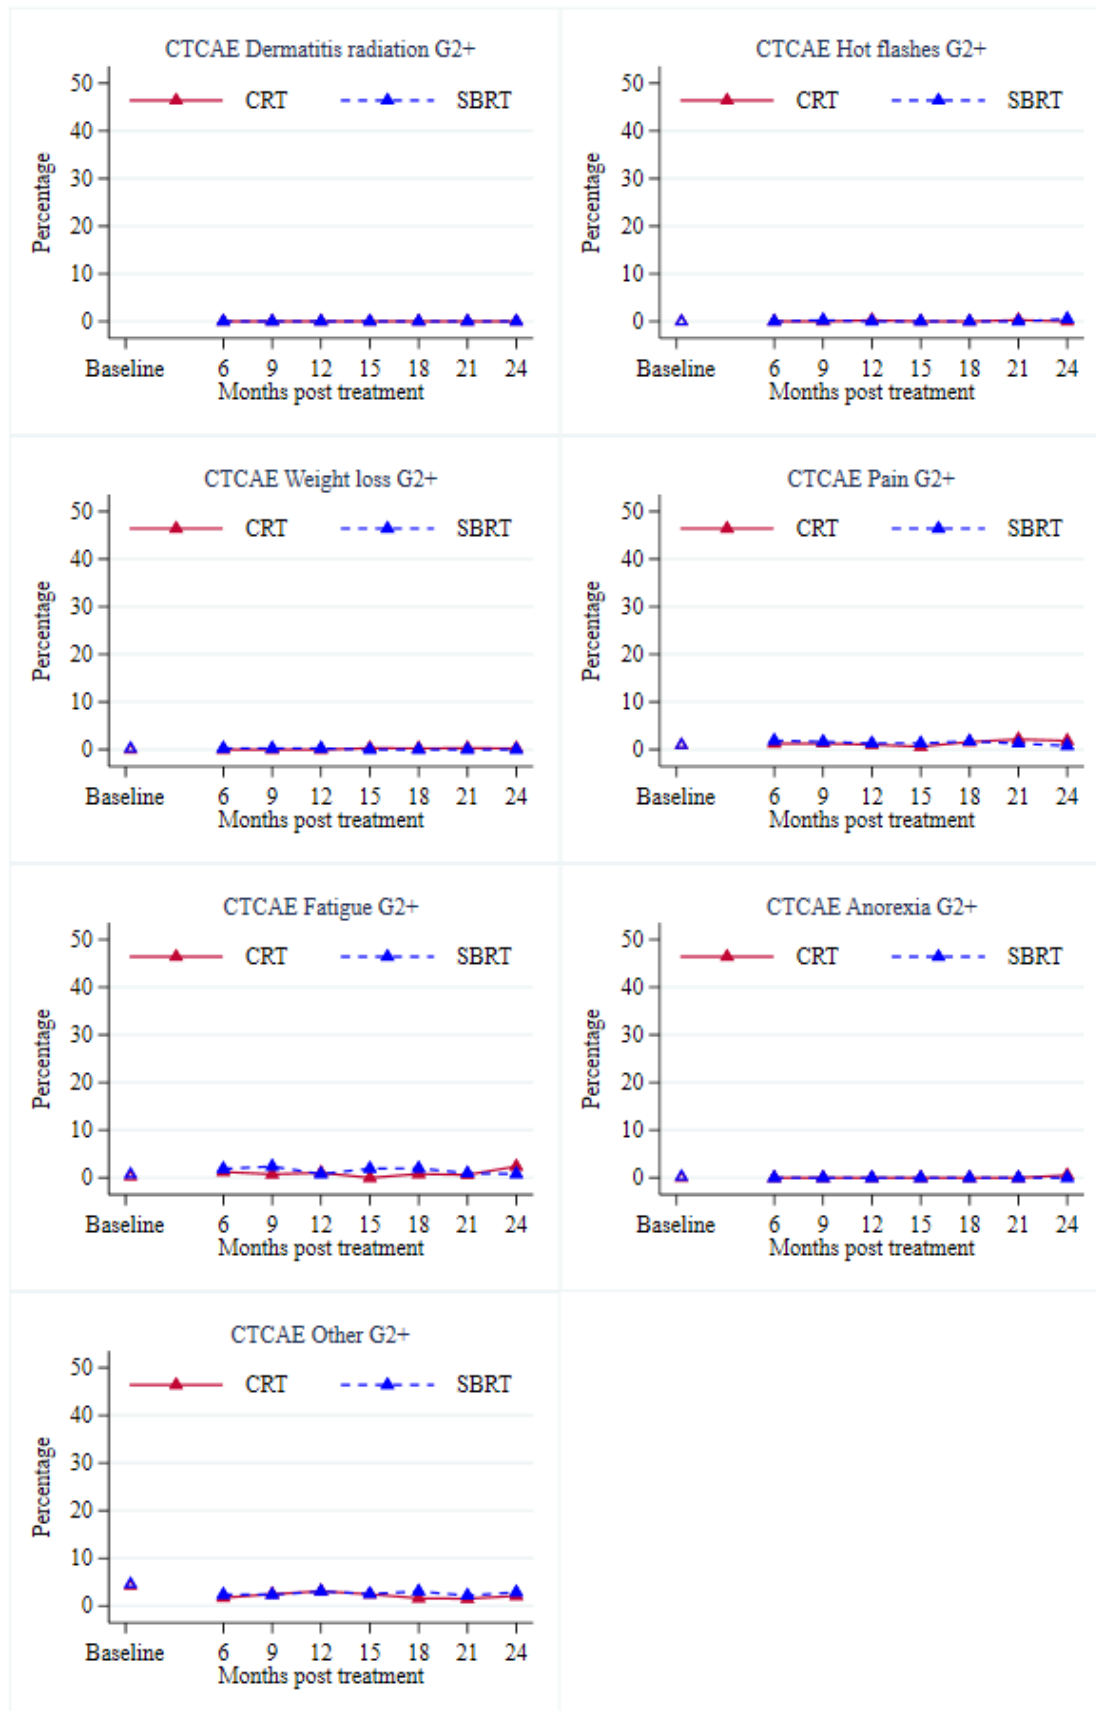 CTCAE Dermatitis radiation G2+
CRT SBRT
Percentage
50
40
30
20
10
0
Baseline 6 9 12 15 18 21 24
Months post treatment
CTCAE Hot flashes G2+
CRT SBRT
Percentage
50
40
30
20
10
0
Baseline 6 9 12 15 18 21 24
Months post treatment
CTCAE Weight loss G2+
CRT SBRT
Percentage
50
40
30
20
10
0
Baseline 6 9 12 15 18 21 24
Months post treatment
CTCAE Pain G2+
CRT SBRT
Percentage
50
40
30
20
10
0
Baseline 6 9 12 15 18 21 24
Months post treatment
CTCAE Fatigue G2+
CRT SBRT
Percentage
50
40
30
20
10
0
Baseline 6 9 12 15 18 21 24
Months post treatment
CTCAE Anorexia G2+
CRT SBRT
Percentage
50
40
30
20
10
0
Baseline 6 9 12 15 18 21 24
Months post treatment
CTCAE Other G2+
CRT SBRT
Percentage
50
40
30
20
10
0
Baseline 6 9 12 15 18 21 24
Months post treatment